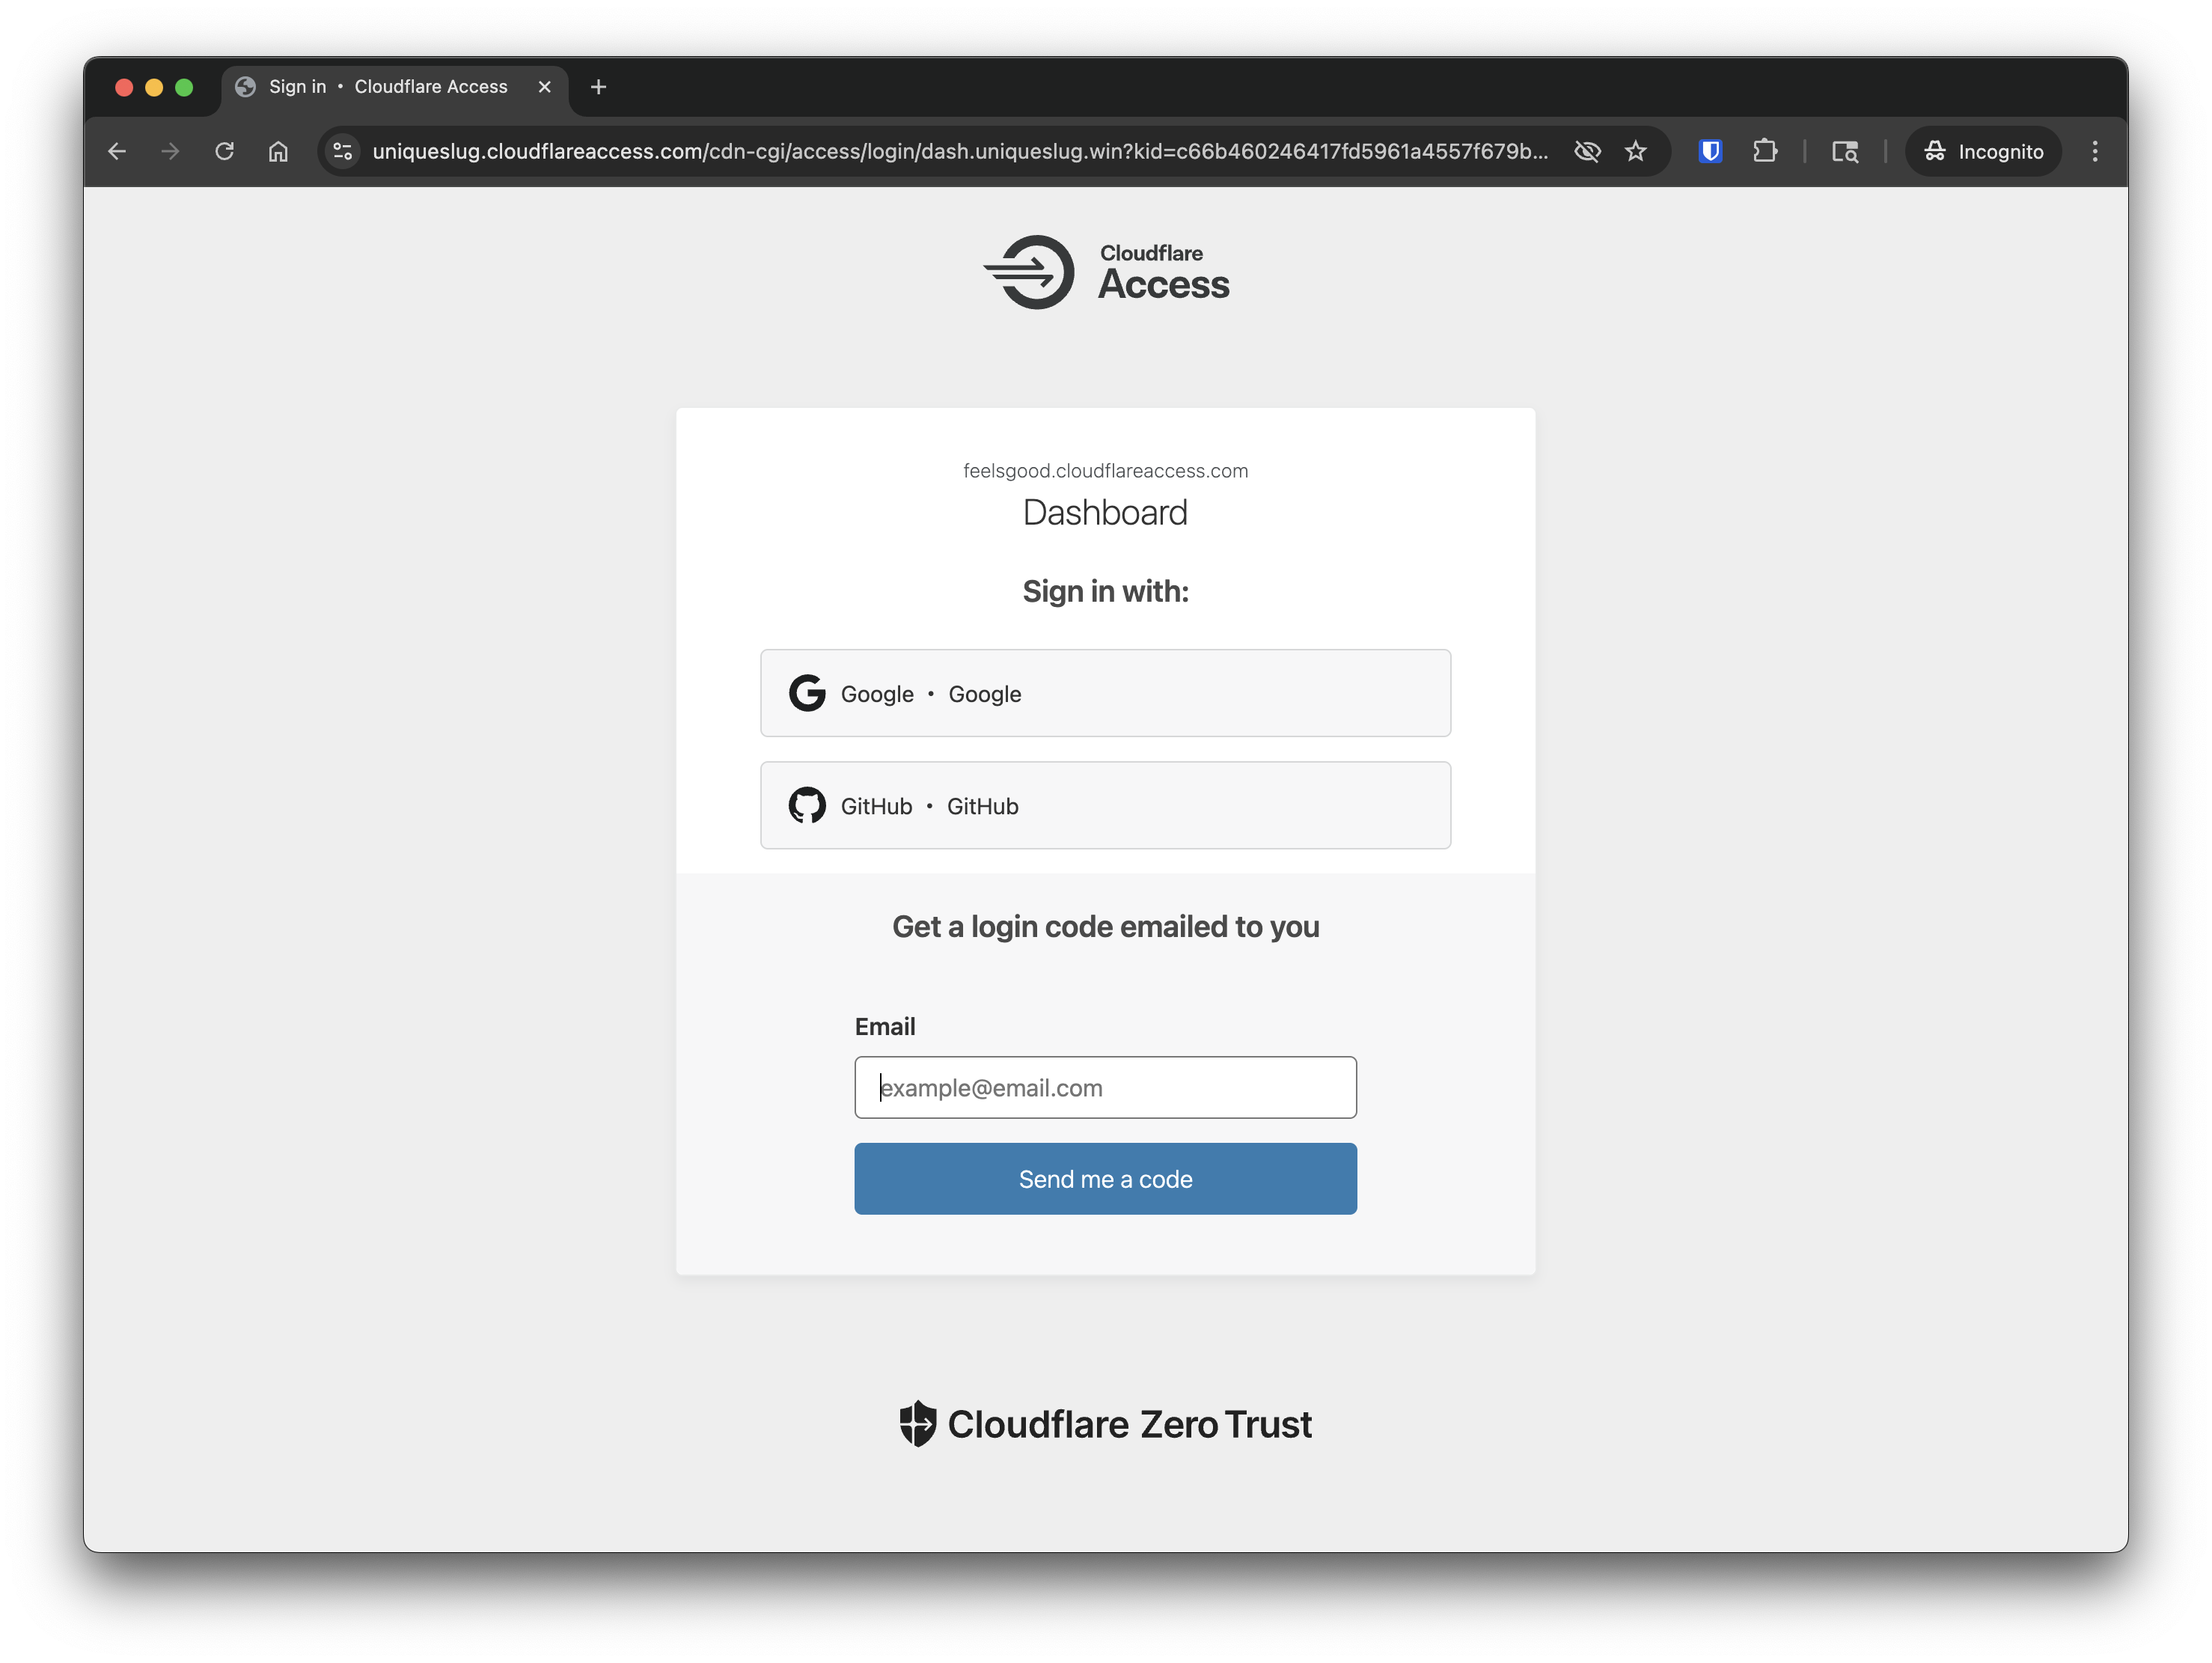 Sign in • Cloudflare Access
uniqueslug.cloudflareaccess.com/cdn-cgi/access/login/dash.uniqueslug.win?kid=c66b460246417fd5961a4557f679b...
Incognito
Cloudflare
Access
feelsgood.cloudflareaccess.com
Dashboard
Sign in with:
Google • Google
GitHub • GitHub
Get a login code emailed to you
Email
example@email.com
Send me a code
Cloudflare Zero Trust